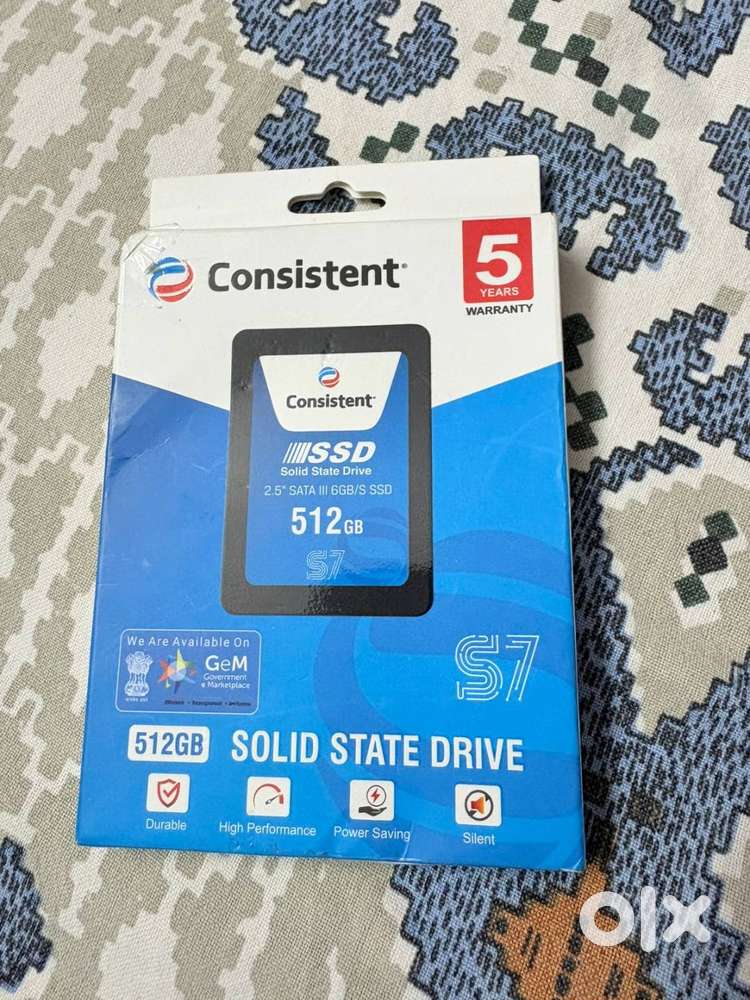 Consistent
5
YEARS
WARRANTY
Consistent
SSD
Solid State Drive
2.5" SATA III 6GB/S SSD
512GB
S7
We Are Available On
GeM
Government
e Marketplace
S7
512GB SOLID STATE DRIVE
Durable
High Performance
Power Saving
Silent
olx